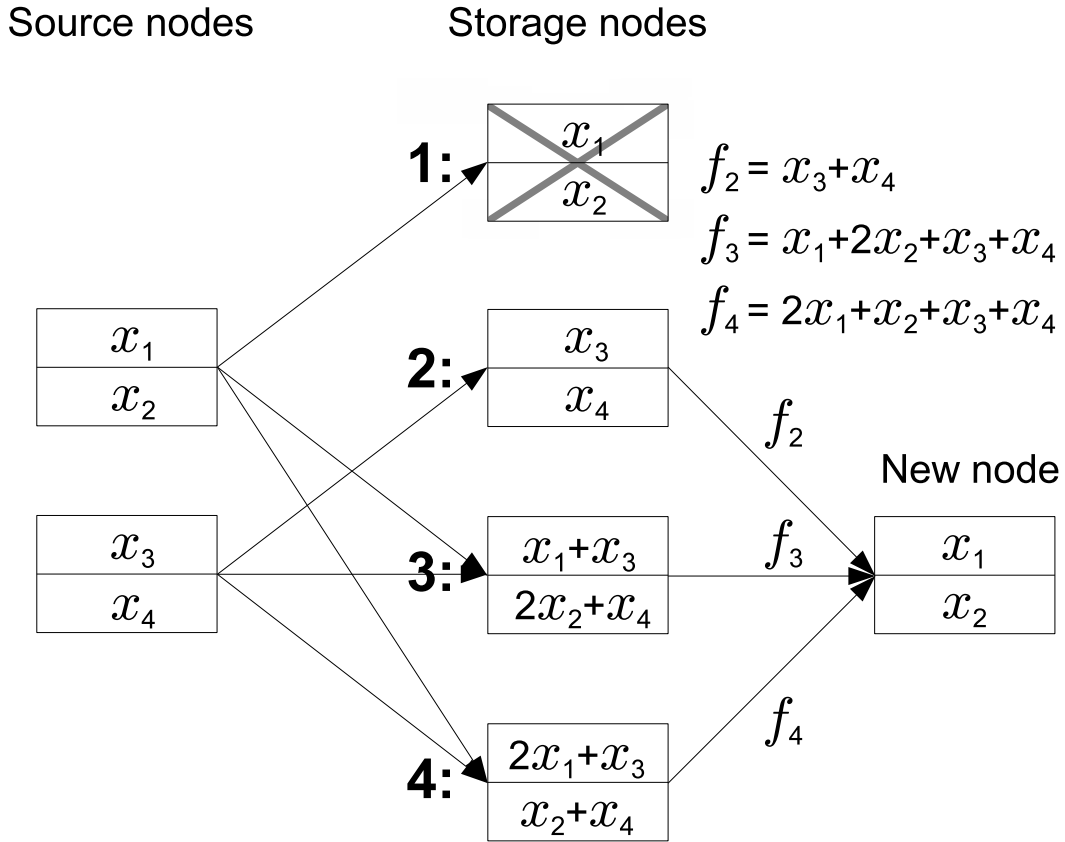 Source nodes
Storage nodes
1:
x₁
x₂
f₂ = x₃+x₄
f₃ = x₁+2x₂+x₃+x₄
f₄ = 2x₁+x₂+x₃+x₄
x₁
x₂
2:
x₃
x₄
f₂
New node
x₃
x₄
3:
x₁+x₃
2x₂+x₄
f₃
x₁
x₂
4:
2x₁+x₃
x₂+x₄
f₄